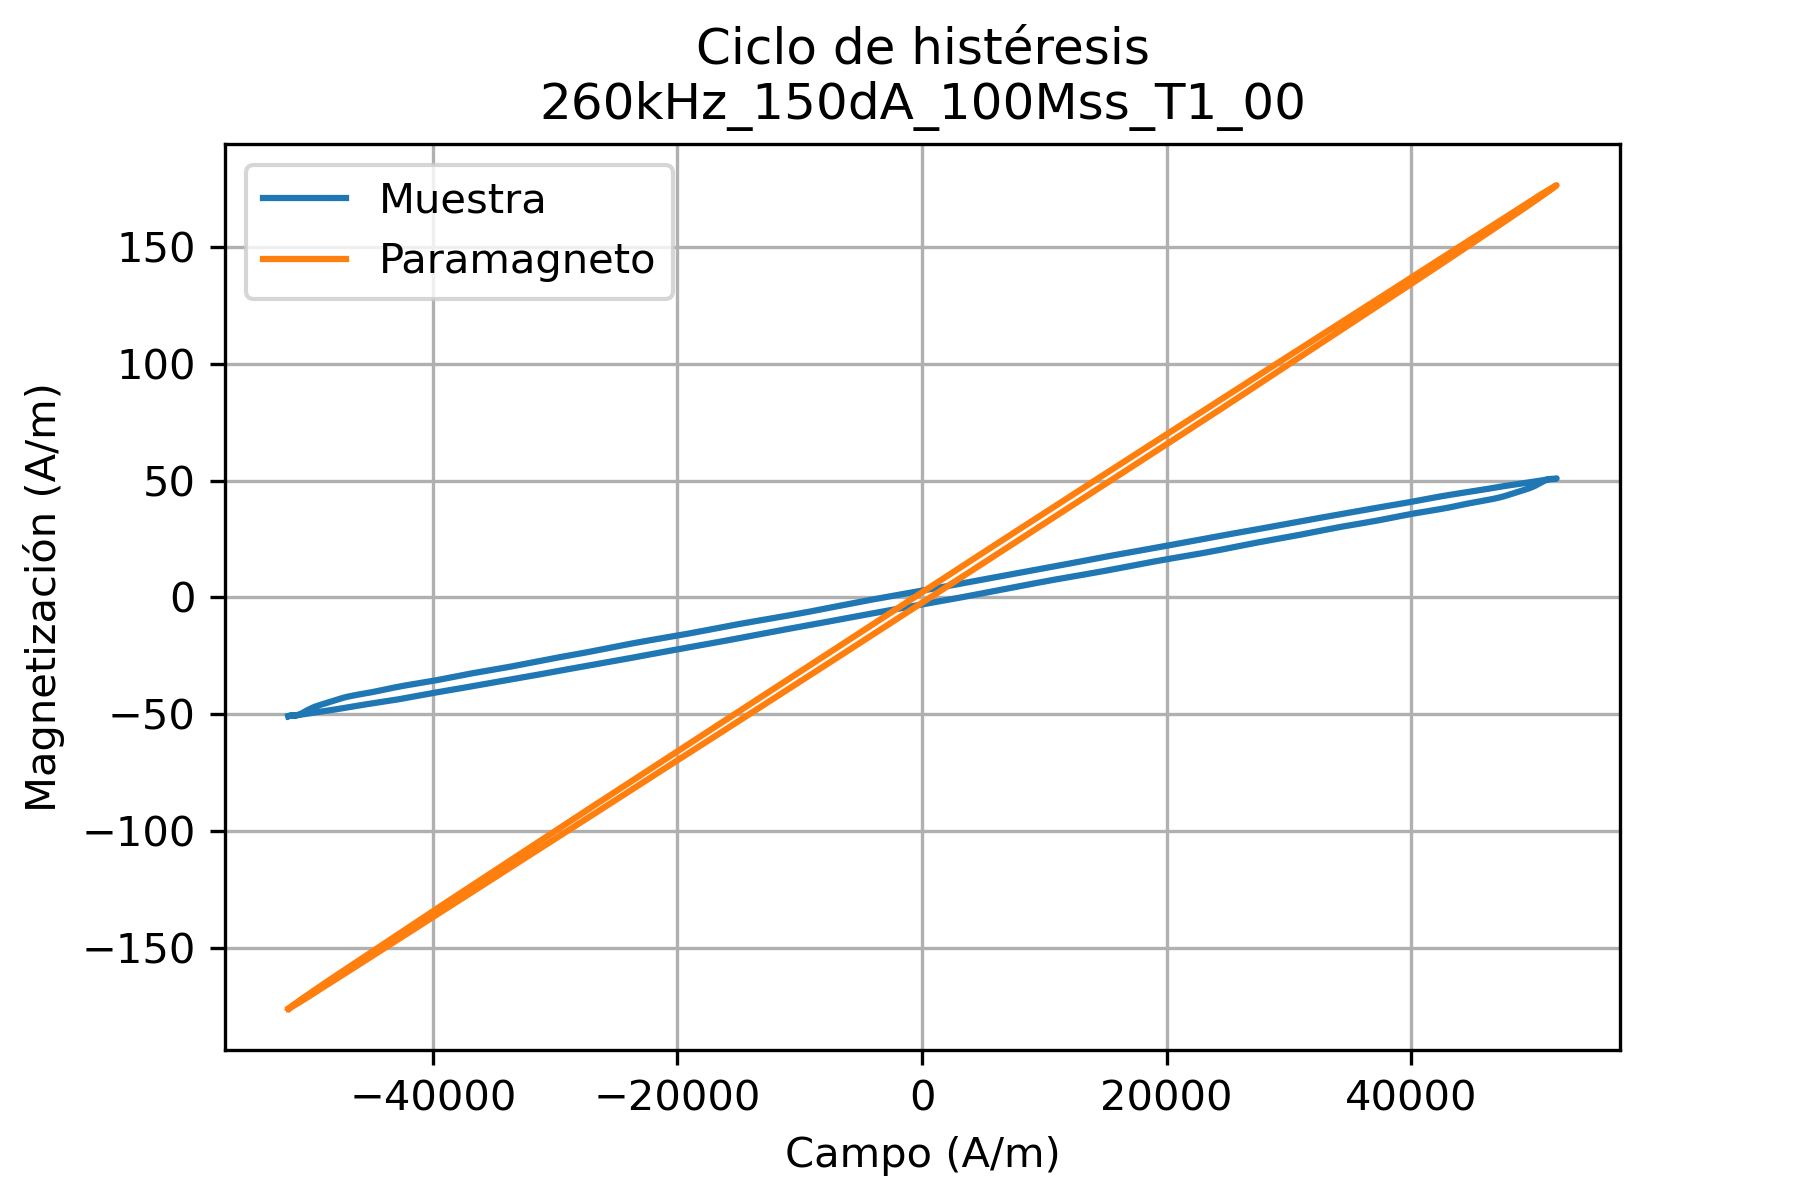 Ciclo de histéresis
260kHz_150dA_100Mss_T1_00
Muestra
Paramagneto
150
100
50
0
−50
−100
−150
Magnetización (A/m)
−40000
−20000
0
20000
40000
Campo (A/m)